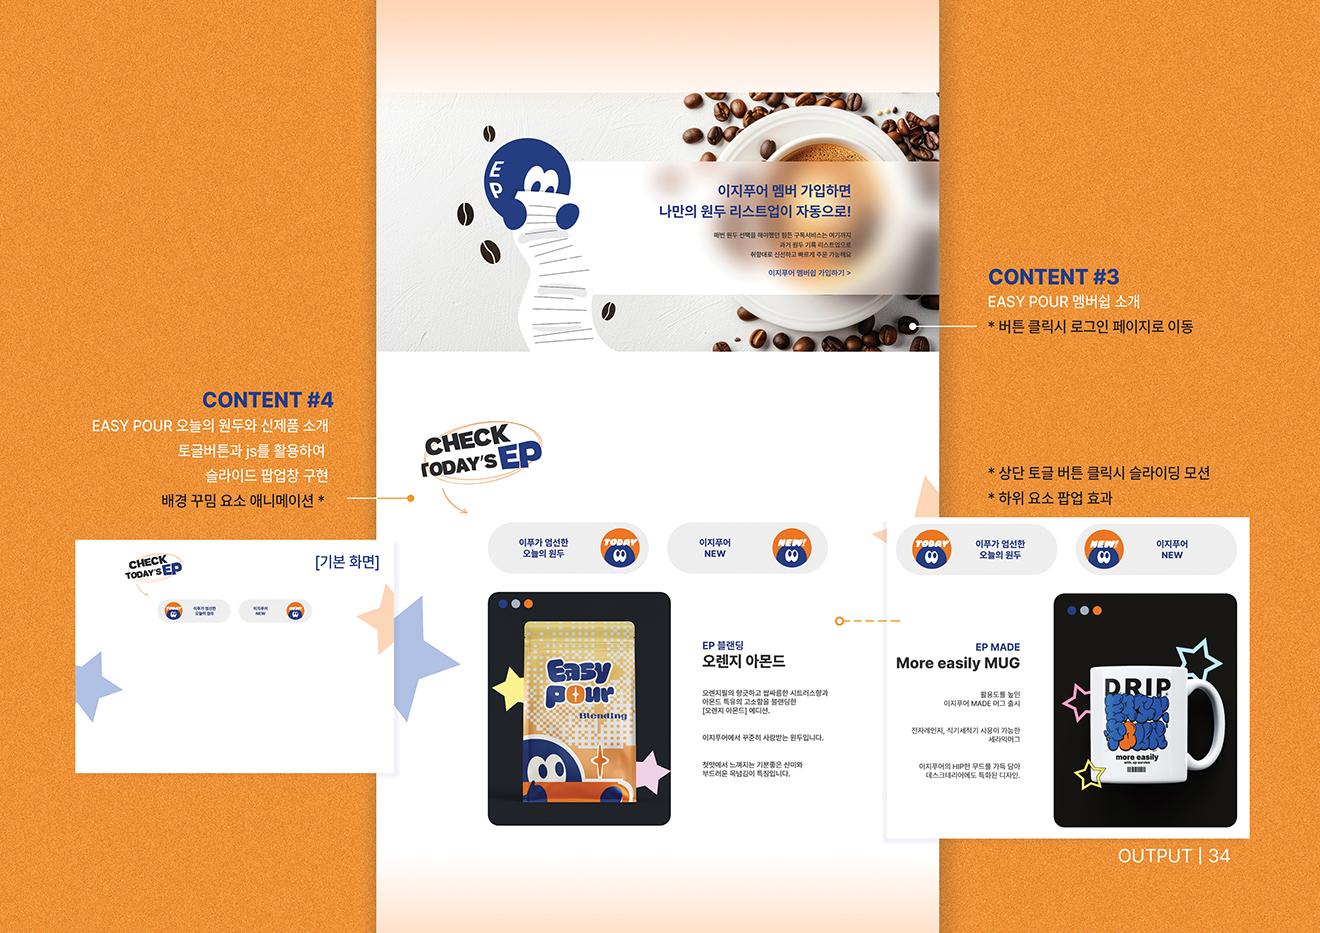 E
P
이지푸어 멤버 가입하면
나만의 원두 리스트업이 자동으로!
매번 원두 선택을 해야했던 힘든 구독서비스는 여기까지
과거 원두 기록 리스트업으로
취향대로 신선하고 빠르게 주문 가능해요
이지푸어 멤버쉽 가입하기 >
CONTENT #3
EASY POUR 멤버쉽 소개
* 버튼 클릭시 로그인 페이지로 이동
CONTENT #4
EASY POUR 오늘의 원두와 신제품 소개
토글버튼과 js를 활용하여
슬라이드 팝업창 구현
배경 꾸밈 요소 애니메이션 *
CHECK
TODAY'S EP
* 상단 토글 버튼 클릭시 슬라이딩 모션
* 하위 요소 팝업 효과
[기본 화면]
CHECK
TODAY'S EP
TODAY
이푸가 엄선한
오늘의 원두
이지푸어
NEW
NEW!
이푸가 엄선한
오늘의 원두
TODAY
이지푸어
NEW
NEW!
Easy
pour
Blending
EP 블랜딩
오렌지 아몬드
오렌지필의 향긋하고 쌉싸름한 시트러스향과
아몬드 특유의 고소함을 블랜딩한
[오렌지 아몬드] 에디션.
이지푸어에서 꾸준히 사랑받는 원두입니다.
첫맛에서 느껴지는 기분좋은 산미와
부드러운 목넘김이 특징입니다.
TODAY
이푸가 엄선한
오늘의 원두
NEW!
이지푸어
NEW
EP MADE
More easily MUG
활용도를 높인
이지푸어 MADE 머그 출시
전자레인지, 식기세척기 사용이 가능한
세라믹머그
이지푸어의 HIP한 무드를 가득 담아
데스크테리어에도 특화된 디자인.
DRIP
EASY
POUR
more easily
with. ep service
OUTPUT | 34